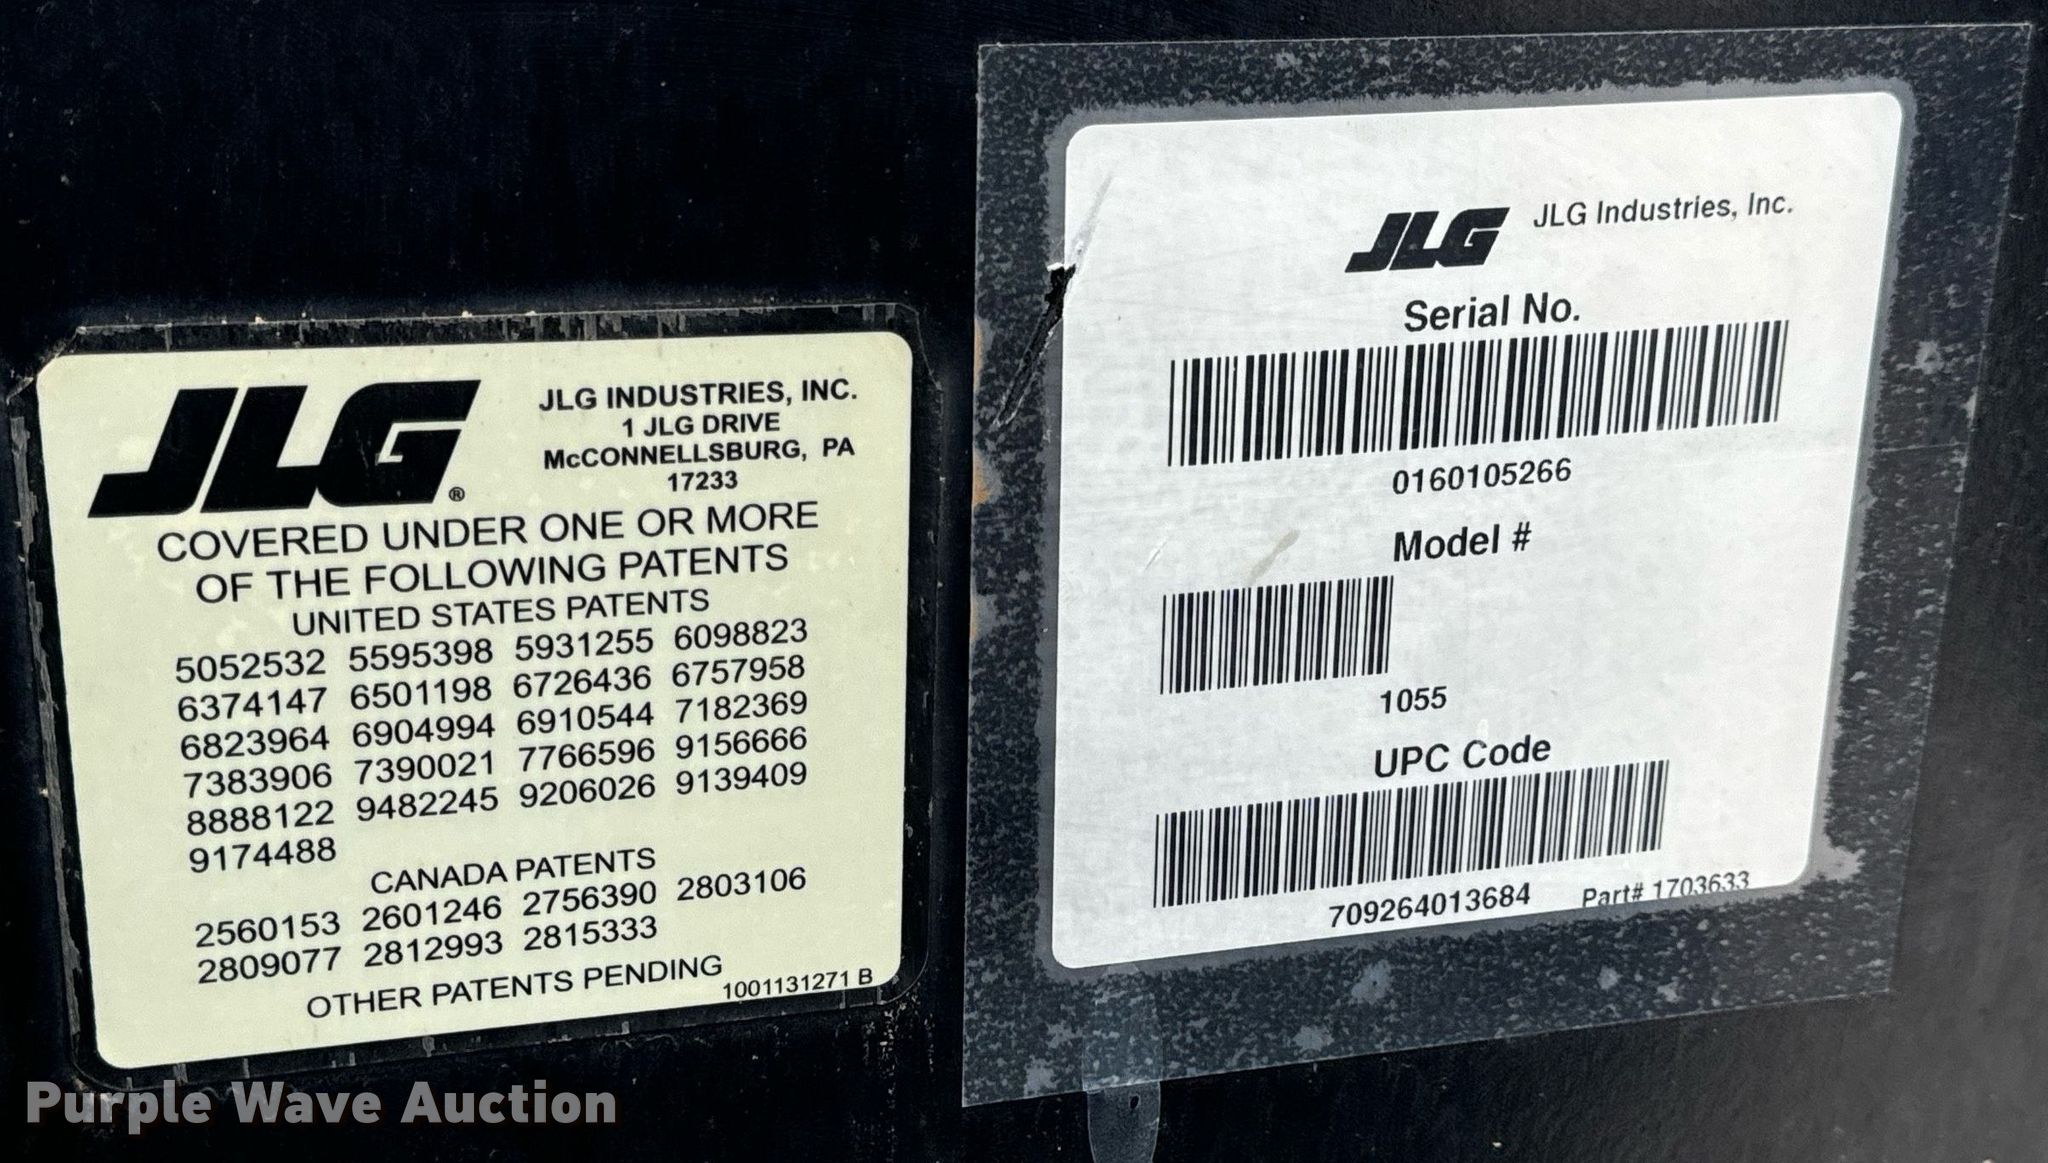 JLG®
JLG INDUSTRIES, INC.
1 JLG DRIVE
McCONNELLSBURG, PA
17233
COVERED UNDER ONE OR MORE
OF THE FOLLOWING PATENTS
UNITED STATES PATENTS
5052532 5595398 5931255 6098823
6374147 6501198 6726436 6757958
6823964 6904994 6910544 7182369
7383906 7390021 7766596 9156666
8888122 9482245 9206026 9139409
9174488
CANADA PATENTS
2560153 2601246 2756390 2803106
2809077 2812993 2815333
OTHER PATENTS PENDING
1001131271 B
JLG JLG Industries, Inc.
Serial No.
0160105266
Model #
1055
UPC Code
709264013684 Part# 1703633
Purple Wave Auction